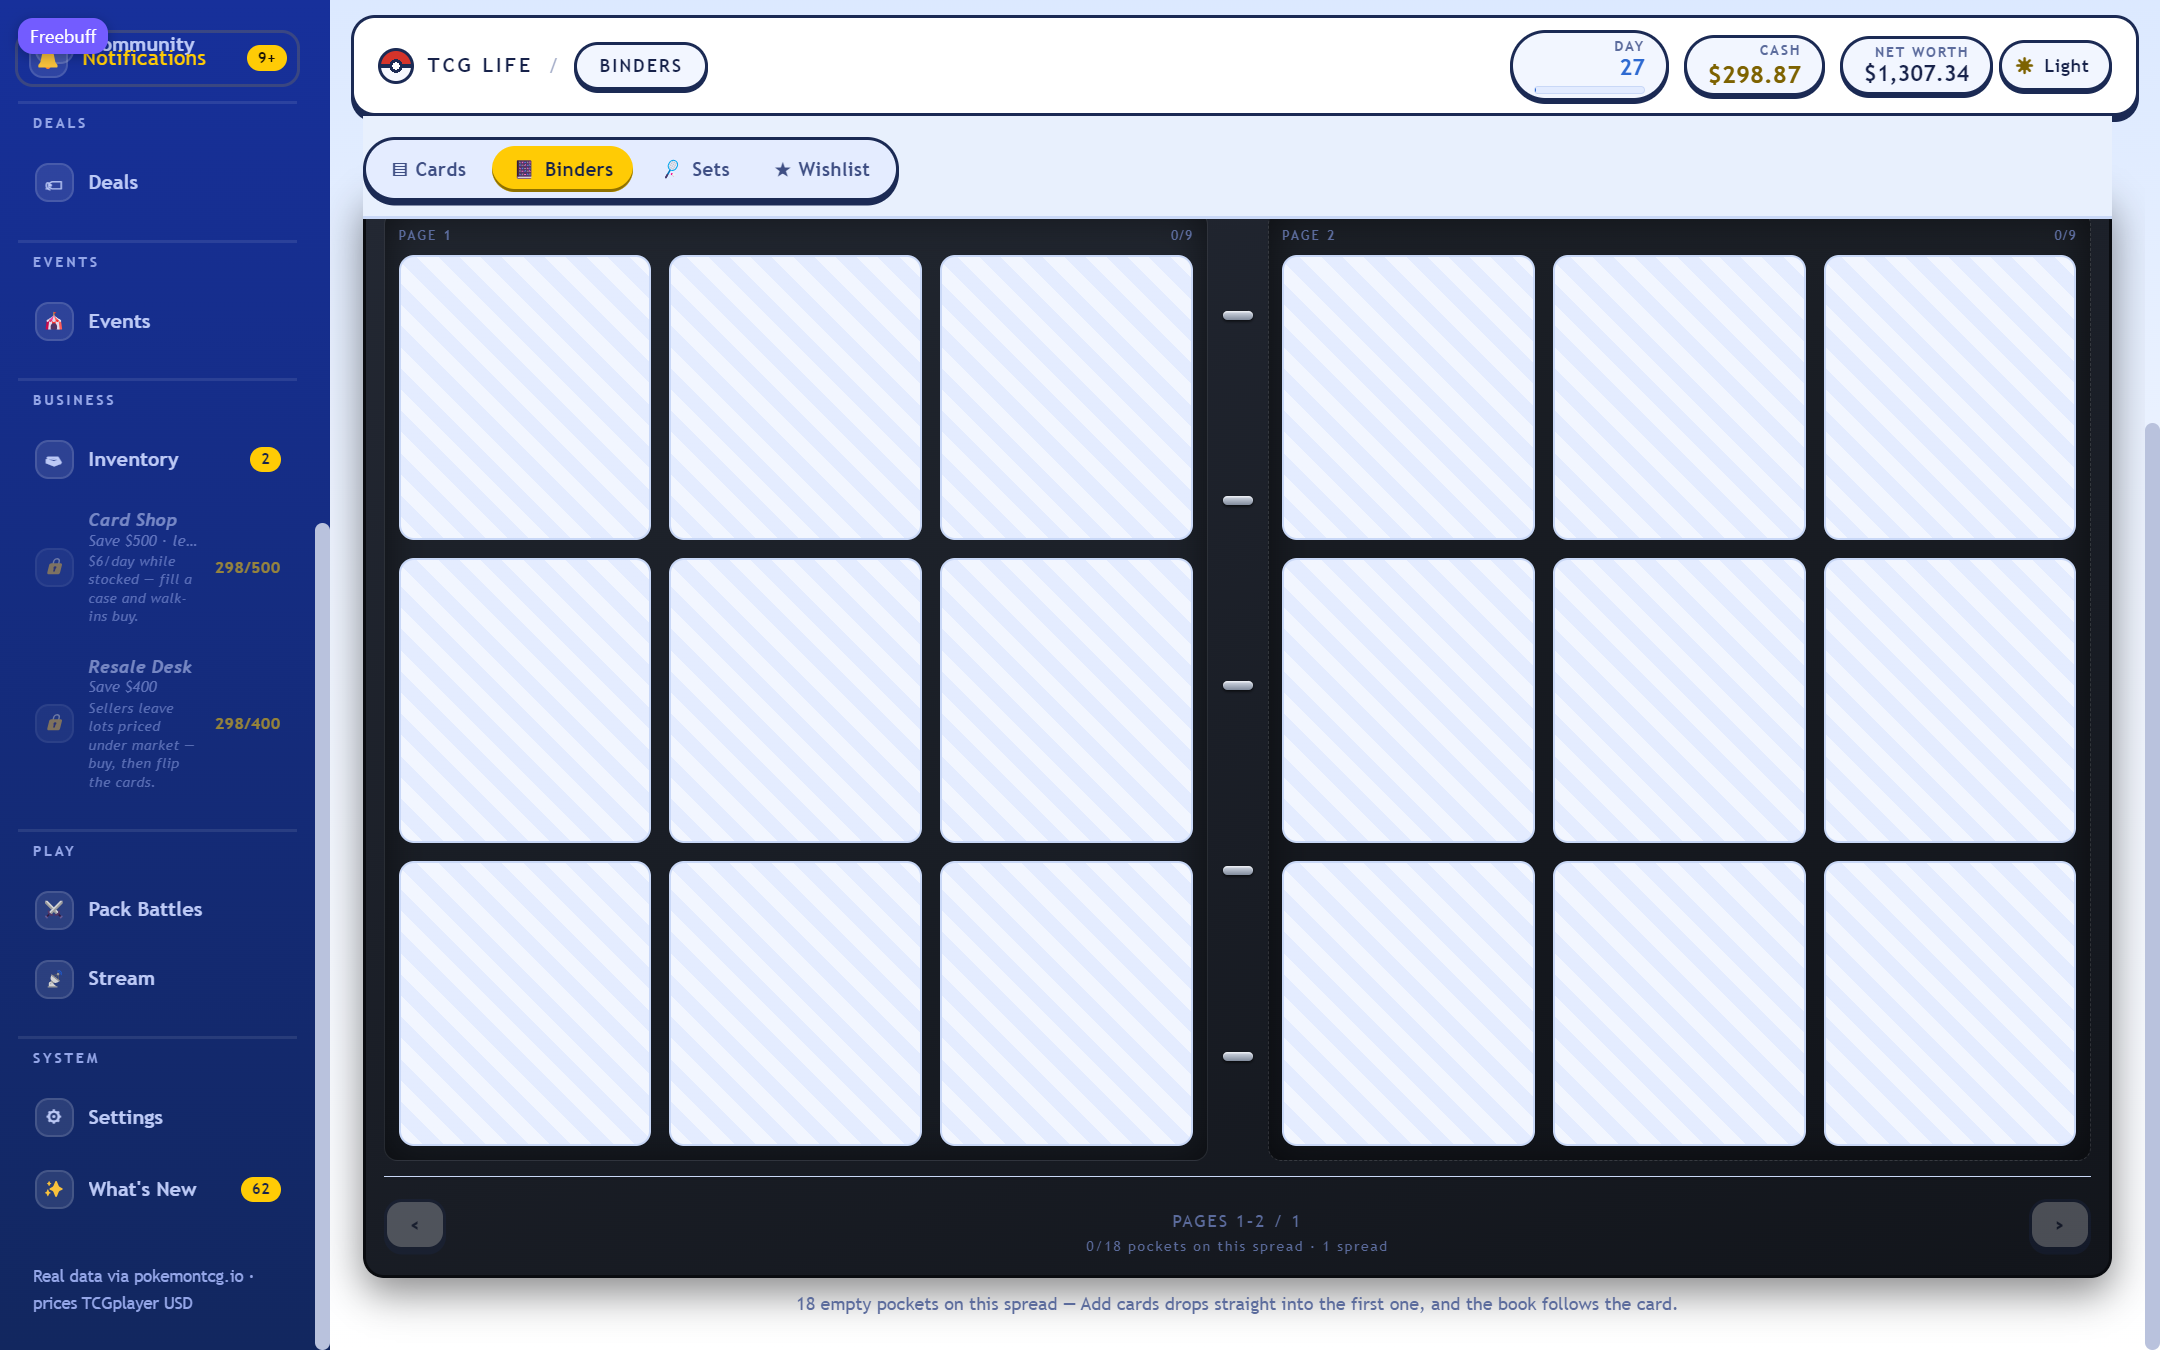 Freebuff
ommunity
Notifications
9+
DEALS
Deals
EVENTS
Events
BUSINESS
Inventory
2
Card Shop
Save $500 · le…
$6/day while
stocked — fill a
case and walk-
ins buy.
298/500
Resale Desk
Save $400
Sellers leave
lots priced
under market —
buy, then flip
the cards.
298/400
PLAY
Pack Battles
Stream
SYSTEM
Settings
What's New
62
Real data via pokemontcg.io ·
prices TCGplayer USD
TCG LIFE / BINDERS
DAY
27
CASH
$298.87
NET WORTH
$1,307.34
Light
Cards
Binders
Sets
Wishlist
PAGE 1
0/9
PAGE 2
0/9
<
PAGES 1–2 / 1
0/18 pockets on this spread · 1 spread
>
18 empty pockets on this spread — Add cards drops straight into the first one, and the book follows the card.